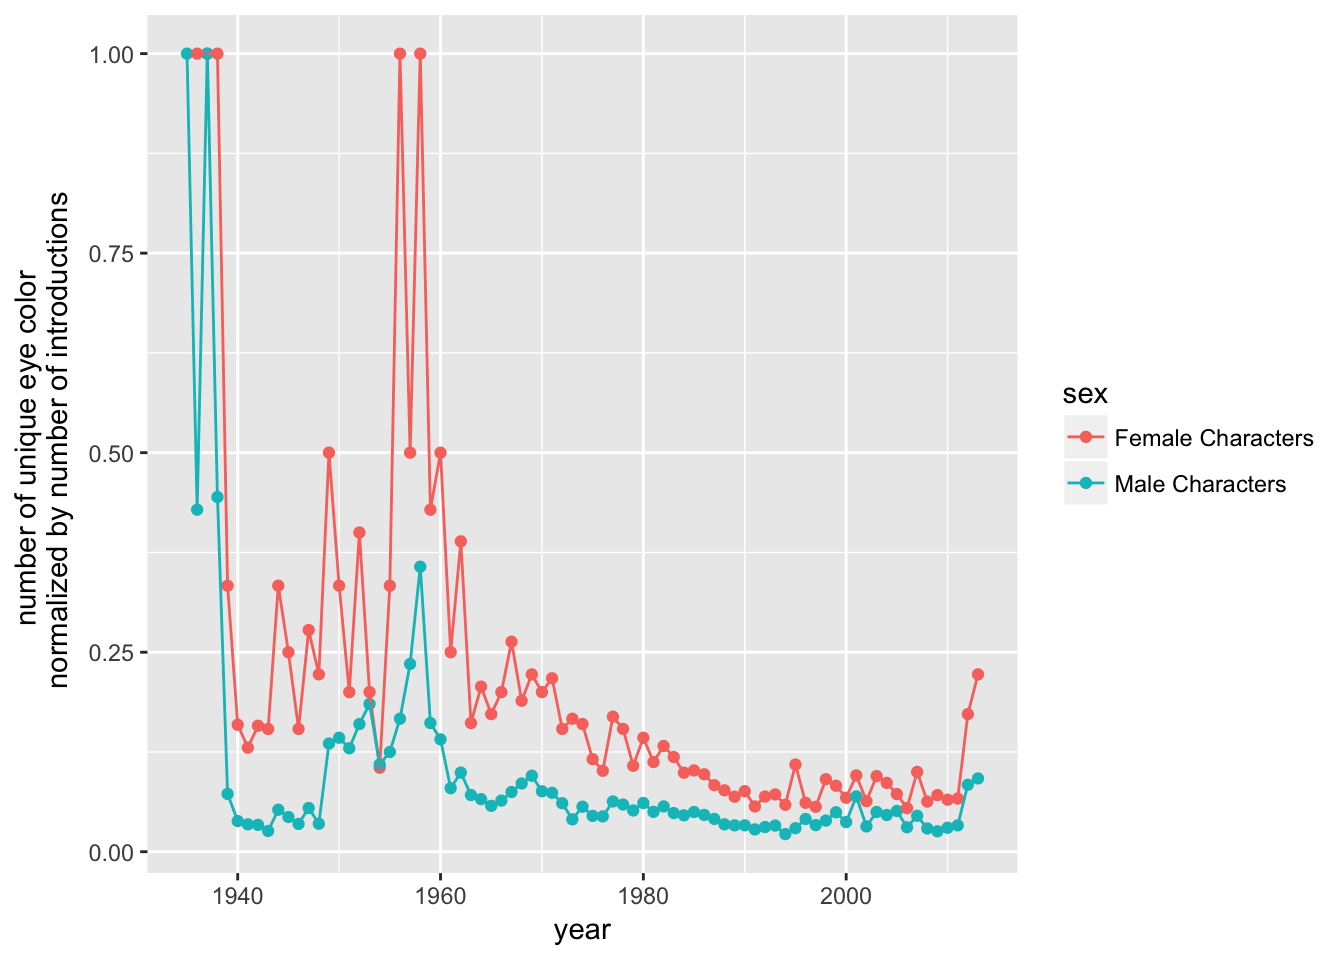 number of unique eye color
normalized by number of introductions
1.00
0.75
0.50
0.25
0.00
1940
1960
1980
2000
year
sex
Female Characters
Male Characters